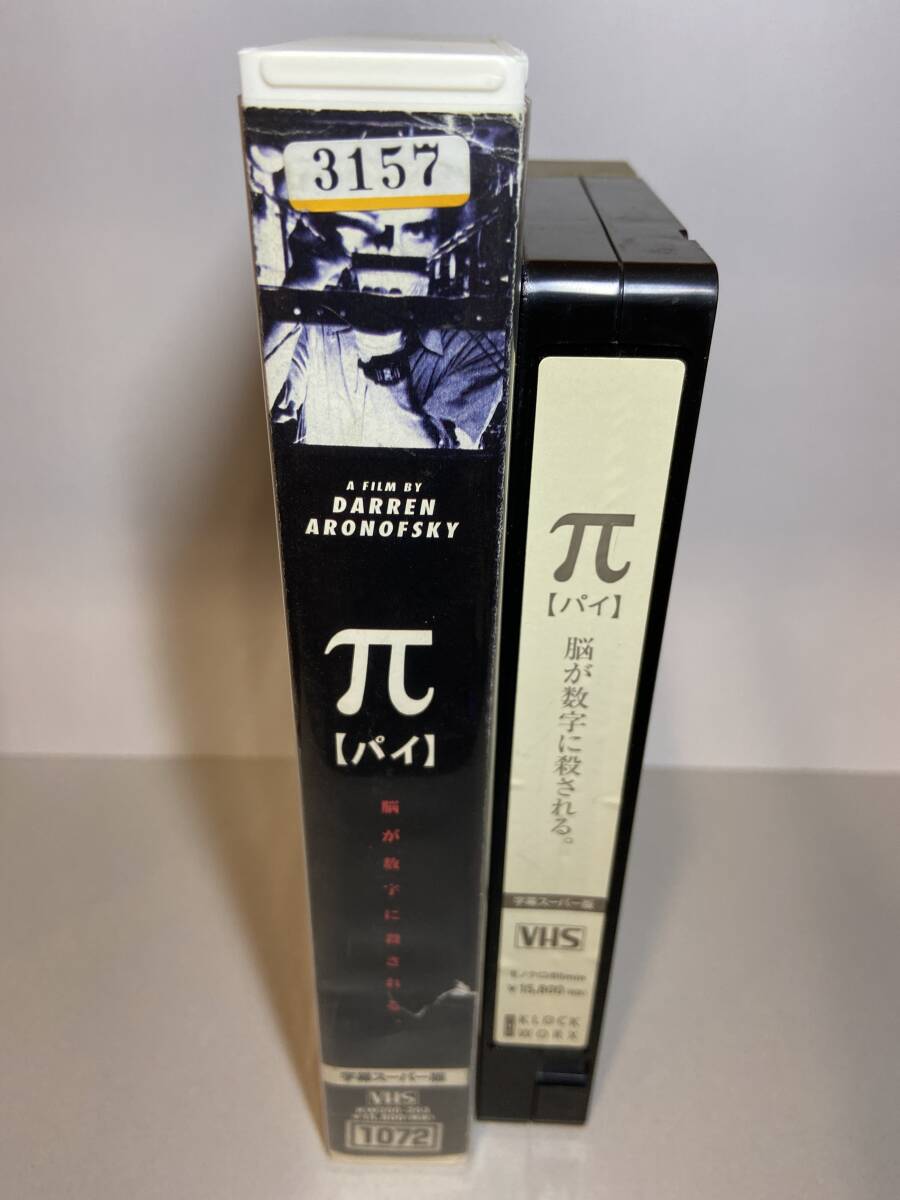 3157
A FILM BY
DARREN
ARONOFSKY
π
【パイ】
脳が数字に殺される。
字幕スーパー版
VHS
1072
π
【パイ】
脳が数字に殺される。
字幕スーパー版
VHS
¥15,800
KLOCK
WORX